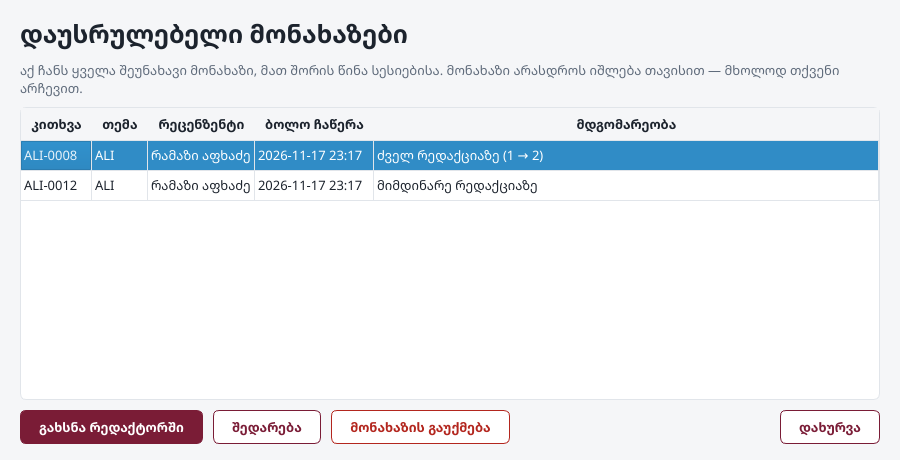 დაუსრულებელი მონახაზები
აქ ჩანს ყველა შეუნახავი მონახაზი, მათ შორის წინა სესიებისა. მონახაზი არასდროს იშლება თავისით — მხოლოდ თქვენი
არჩევით.
კითხვა თემა რეცენზენტი ბოლო ჩაწერა მდგომარეობა
ALI-0008 ALI რამაზი აფხაძე 2026-11-17 23:17 ძველ რედაქციაზე (1 → 2)
ALI-0012 ALI რამაზი აფხაძე 2026-11-17 23:17 მიმდინარე რედაქციაზე
გახსნა რედაქტორში შედარება მონახაზის გაუქმება დახურვა